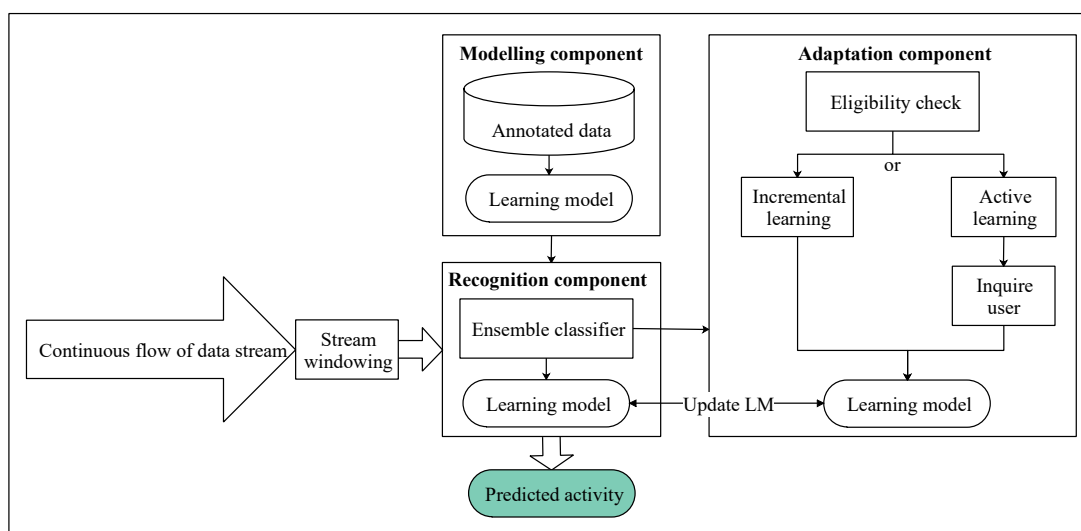 Modelling component
Annotated data
Learning model
Adaptation component
Eligibility check
or
Incremental
learning
Active
learning
Inquire
user
Learning model
Continuous flow of data stream
Stream
windowing
Recognition component
Ensemble classifier
Learning model
Update LM
Predicted activity